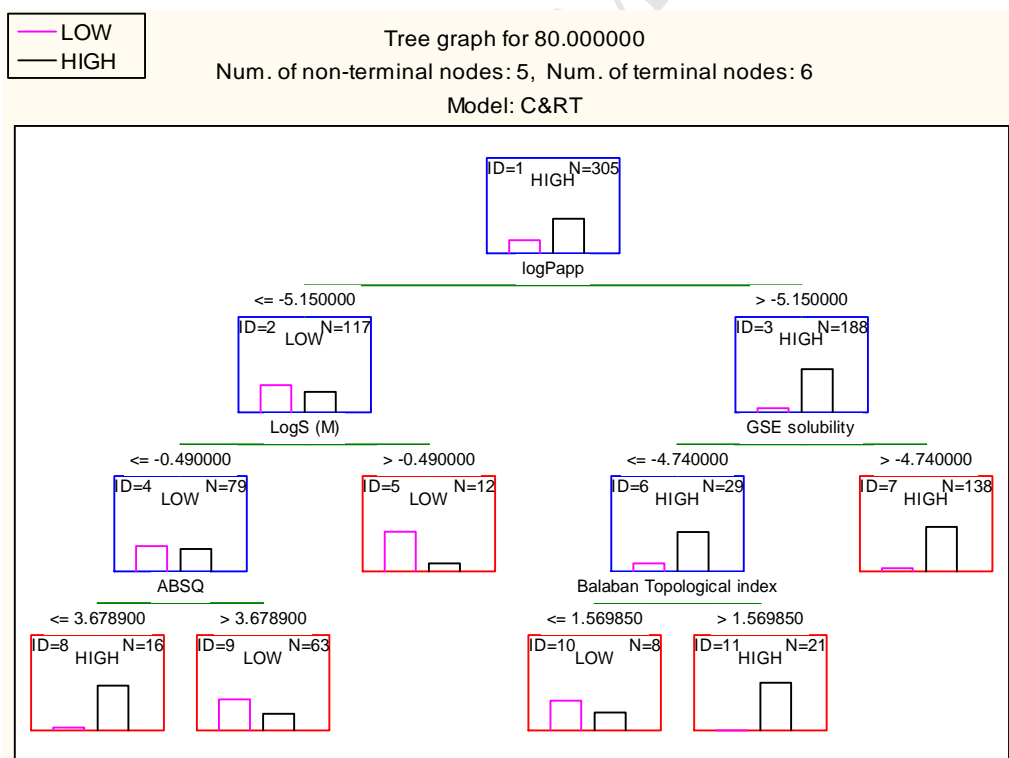 LOW
HIGH
Tree graph for 80.000000
Num. of non-terminal nodes: 5, Num. of terminal nodes: 6
Model: C&RT
ID=1 N=305
HIGH
logPapp
<= -5.150000 > -5.150000
ID=2 N=117 ID=3 N=188
LOW HIGH
LogS (M) GSE solubility
<= -0.490000 > -0.490000 <= -4.740000 > -4.740000
ID=4 N=79 ID=5 N=12 ID=6 N=29 ID=7 N=138
LOW LOW HIGH HIGH
ABSQ Balaban Topological index
<= 3.678900 > 3.678900 <= 1.569850 > 1.569850
ID=8 N=16 ID=9 N=63 ID=10 N=8 ID=11 N=21
HIGH LOW LOW HIGH